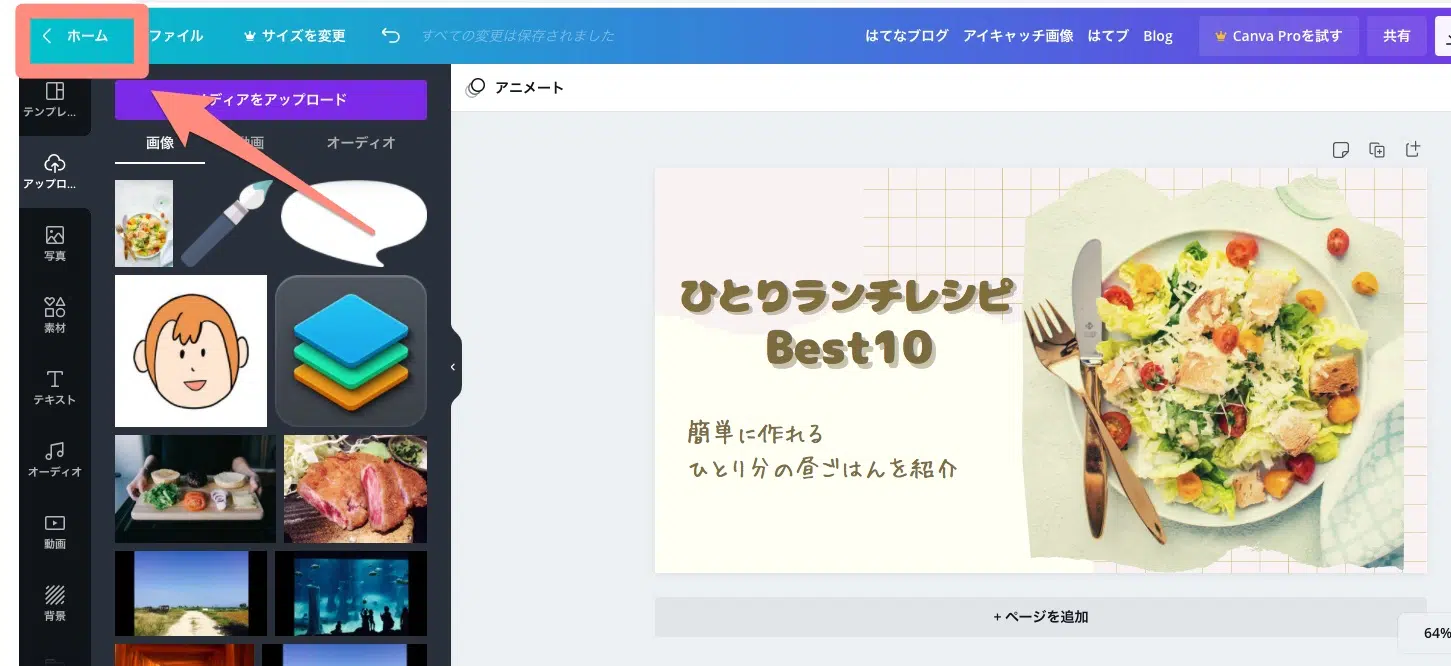 ホーム
ファイル
サイズを変更
すべての変更は保存されました
はてなブログ アイキャッチ画像 はてブ Blog
Canva Proを試す
共有
テンプレ...
アップロ...
写真
素材
テキスト
オーディオ
動画
背景
ディアをアップロード
画像
動画
オーディオ
アニメート
ひとりランチレシピ
Best10
簡単に作れる
ひとり分の昼ごはんを紹介
+ ページを追加
64%